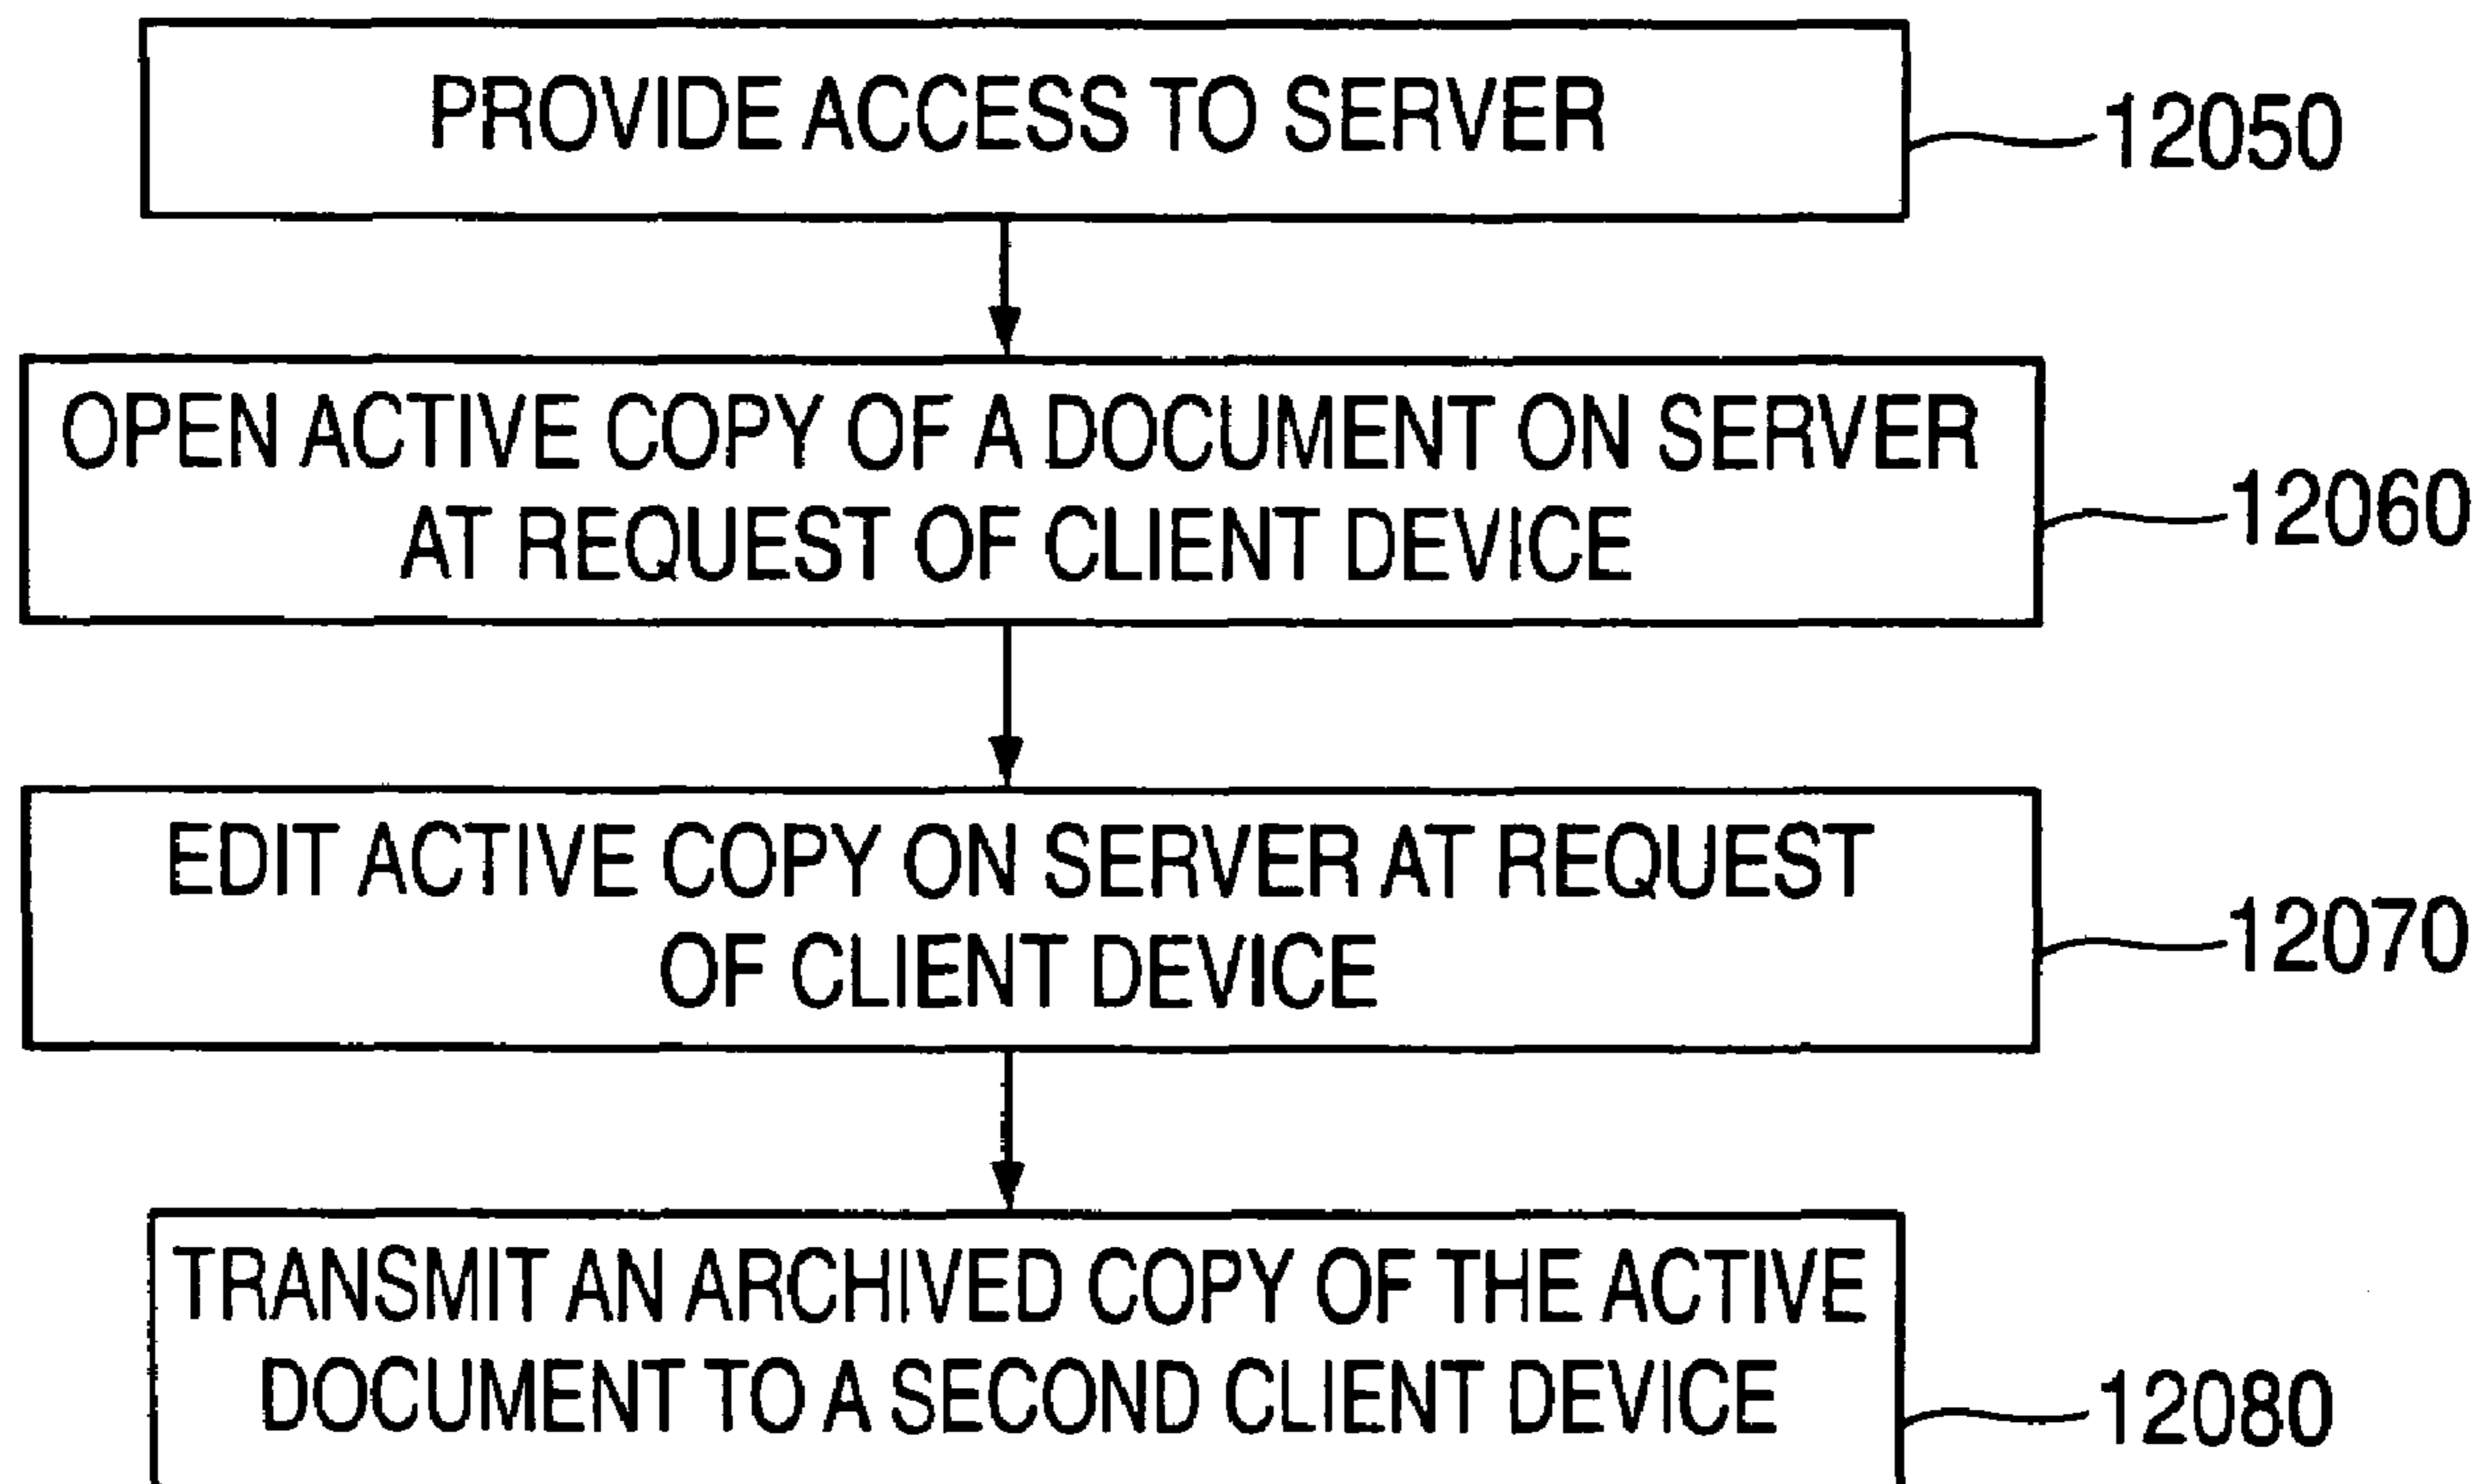 PROVIDE ACCESS TO SERVER
12050
OPEN ACTIVE COPY OF A DOCUMENT ON SERVER
AT REQUEST OF CLIENT DEVICE
12060
EDIT ACTIVE COPY ON SERVER AT REQUEST
OF CLIENT DEVICE
12070
TRANSMIT AN ARCHIVED COPY OF THE ACTIVE
DOCUMENT TO A SECOND CLIENT DEVICE
12080